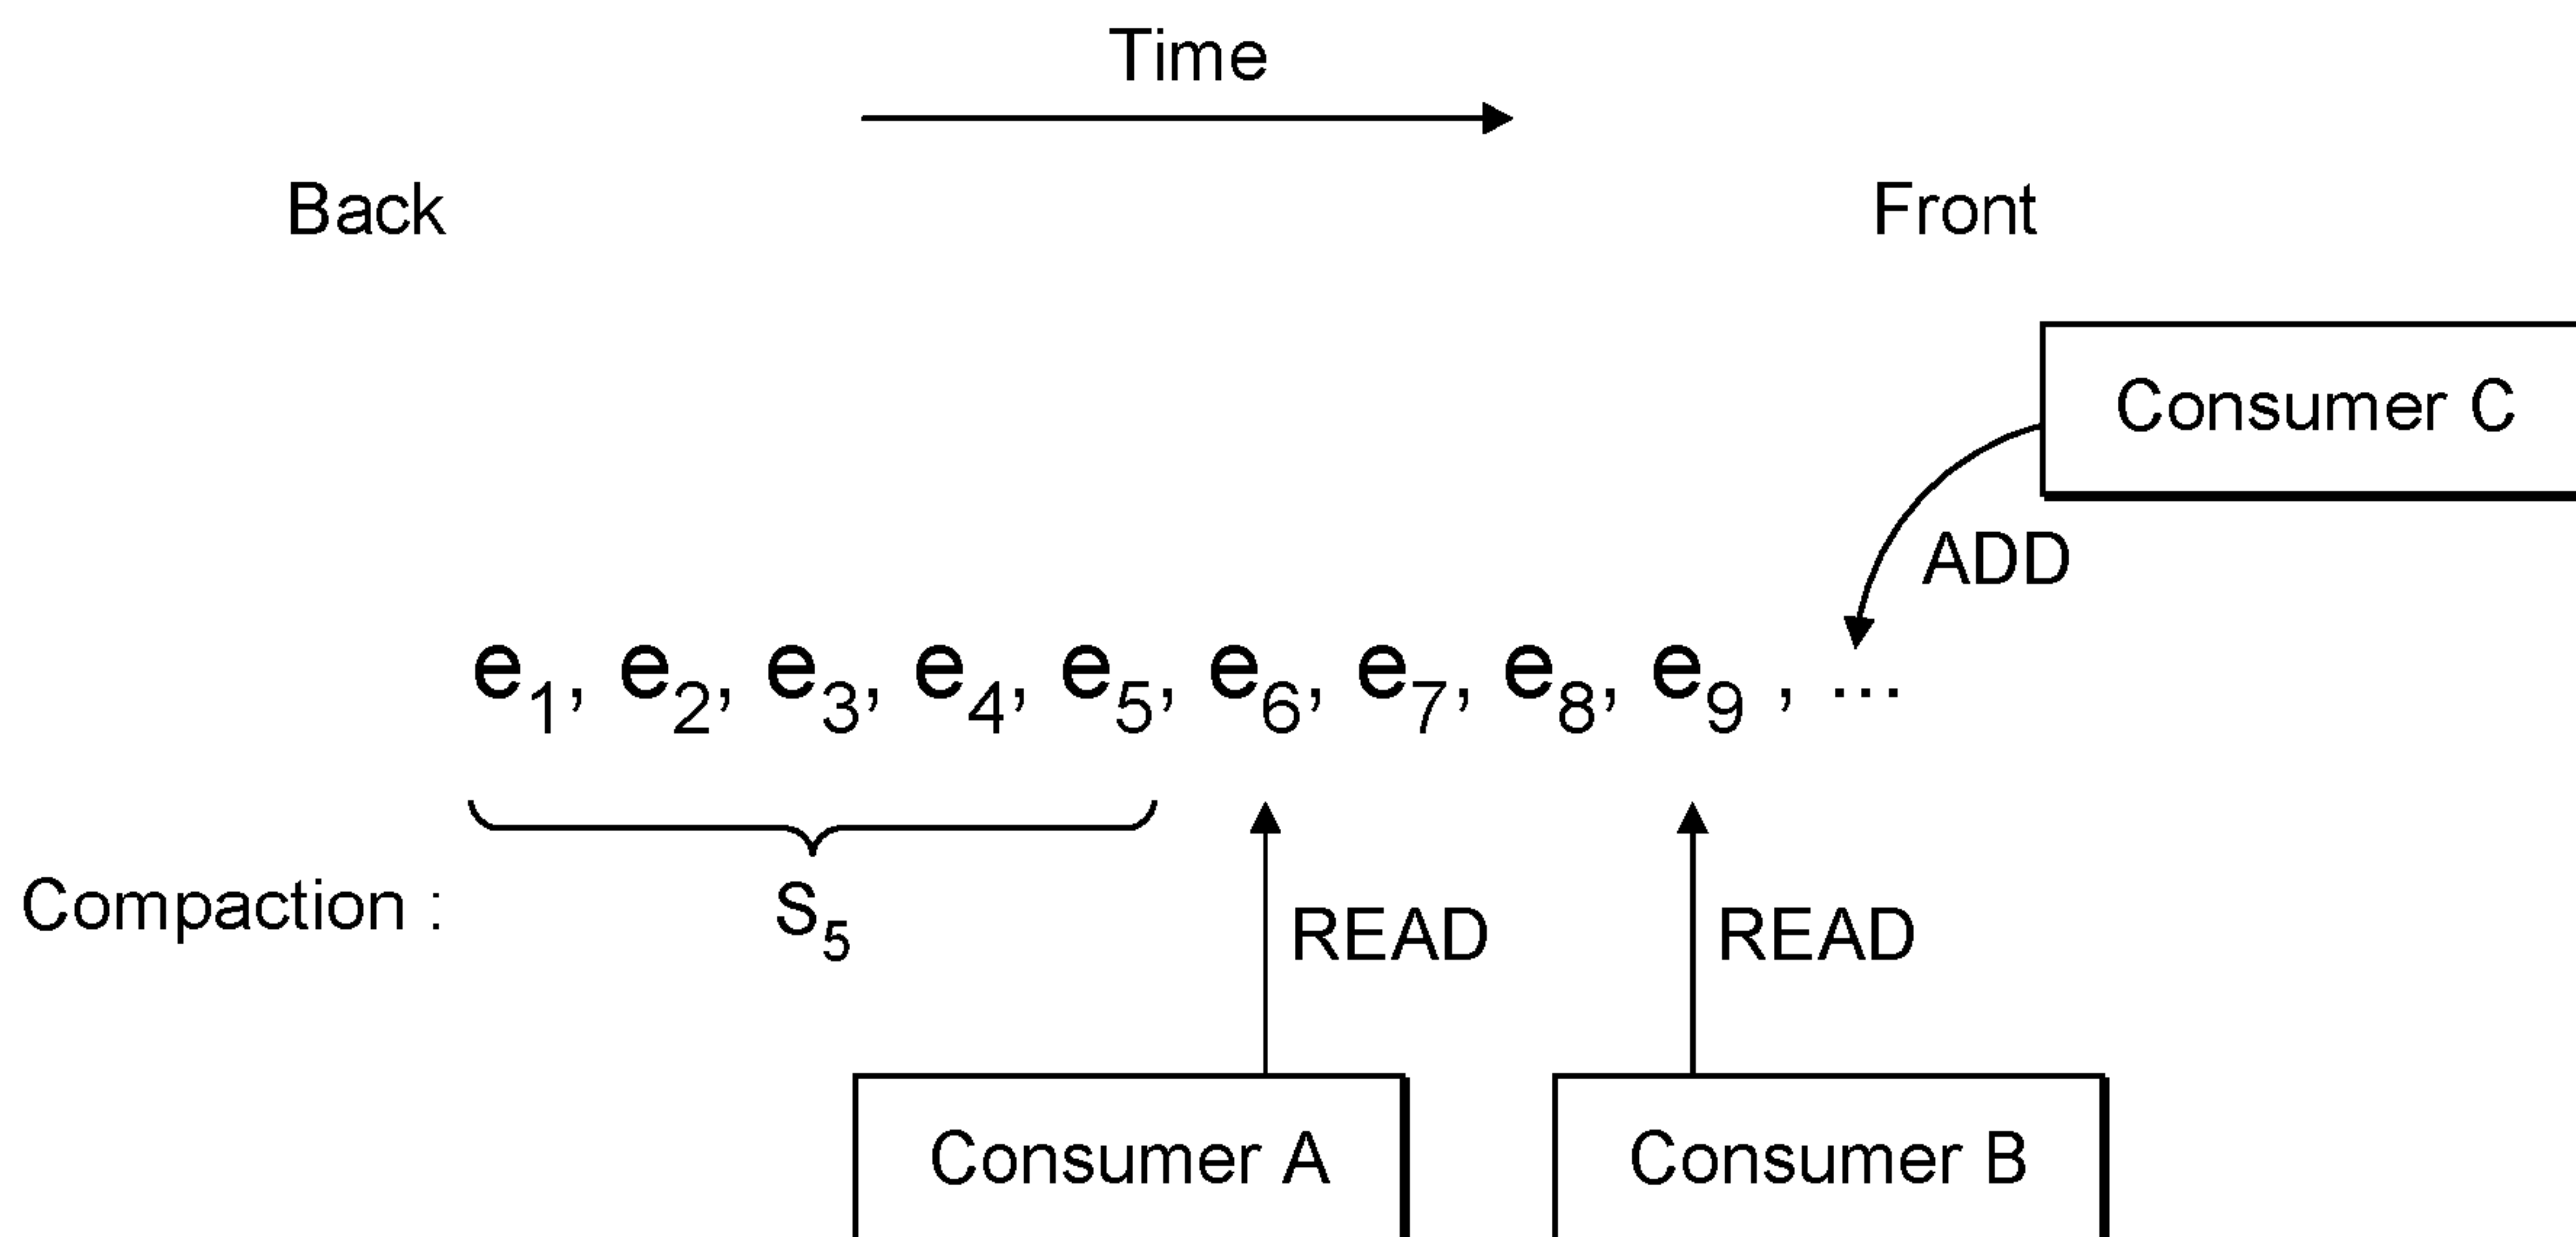 Time
Back
Front
Consumer C
ADD
e1, e2, e3, e4, e5, e6, e7, e8, e9 , ...
Compaction :
S5
READ
READ
Consumer A
Consumer B